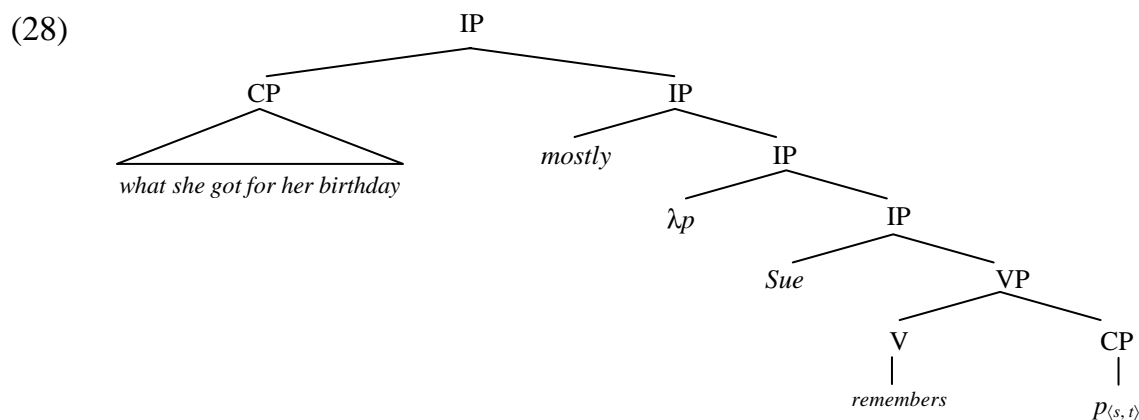 (28)
IP
CP IP
mostly IP
what she got for her birthday
λp IP
Sue VP
V CP
remembers p⟨s, t⟩